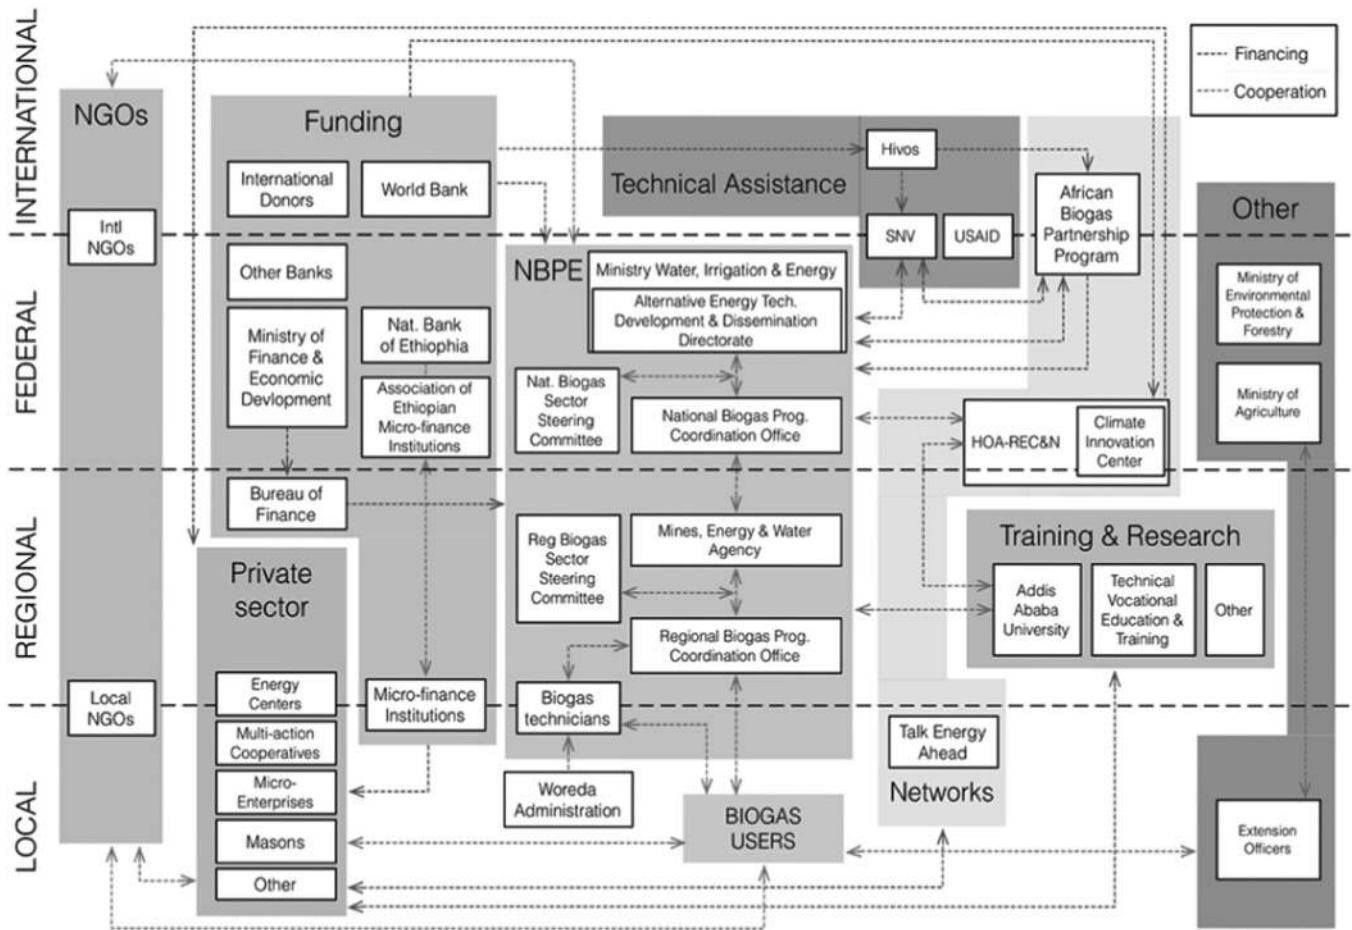 INTERNATIONAL
FEDERAL
REGIONAL
LOCAL
Financing
Cooperation
NGOs
Intl
NGOs
Local
NGOs
Funding
International
Donors
World Bank
Other Banks
Ministry of
Finance &
Economic
Devlopment
Nat. Bank
of Ethiophia
Association of
Ethiopian
Micro-finance
Institutions
Bureau of
Finance
Micro-finance
Institutions
Private
sector
Energy
Centers
Multi-action
Cooperatives
Micro-
Enterprises
Masons
Other
Technical Assistance
Hivos
SNV
USAID
African
Biogas
Partnership
Program
NBPE
Ministry Water, Irrigation & Energy
Alternative Energy Tech.
Development & Dissemination
Directorate
Nat. Biogas
Sector
Steering
Committee
National Biogas Prog.
Coordination Office
Reg Biogas
Sector
Steering
Committee
Mines, Energy & Water
Agency
Regional Biogas Prog.
Coordination Office
Biogas
technicians
Woreda
Administration
BIOGAS
USERS
HOA-REC&N
Climate
Innovation
Center
Training & Research
Addis
Ababa
University
Technical
Vocational
Education &
Training
Other
Talk Energy
Ahead
Networks
Other
Ministry of
Environmental
Protection &
Forestry
Ministry of
Agriculture
Extension
Officers